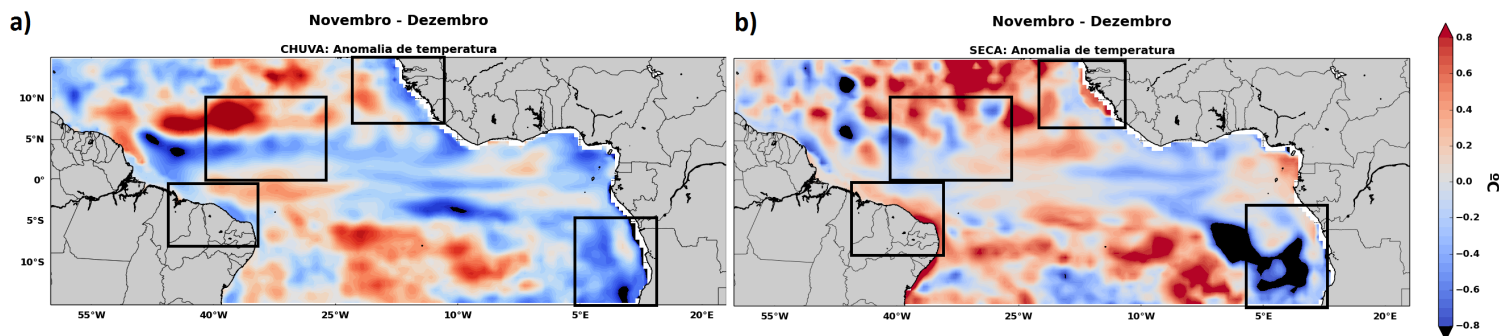 a)
Novembro - Dezembro
CHUVA: Anomalia de temperatura
10°N
5°N
0°
5°S
10°S
55°W
40°W
25°W
10°W
5°E
20°E
b)
Novembro - Dezembro
SECA: Anomalia de temperatura
55°W
40°W
25°W
10°W
5°E
20°E
0.8
0.6
0.4
0.2
0.0
−0.2
−0.4
−0.6
−0.8
ºC